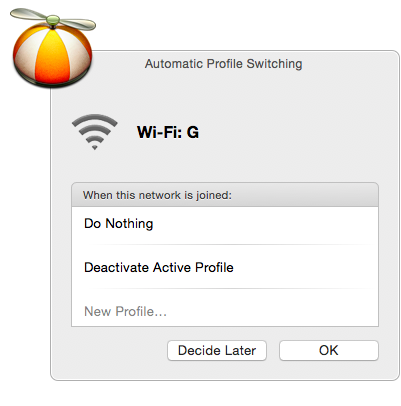 Automatic Profile Switching
Wi-Fi: G
When this network is joined:
Do Nothing
Deactivate Active Profile
New Profile...
Decide Later
OK